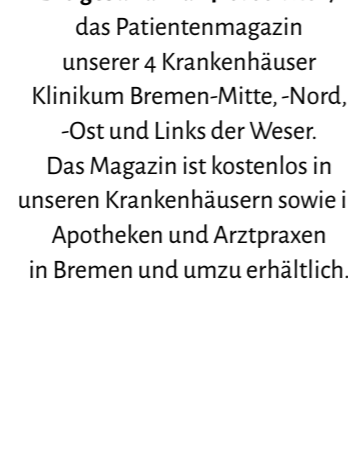 das Patientenmagazin
unserer 4 Krankenhäuser
Klinikum Bremen-Mitte, -Nord,
-Ost und Links der Weser.
Das Magazin ist kostenlos in
unseren Krankenhäusern sowie i
Apotheken und Arztpraxen
in Bremen und umzu erhältlich.